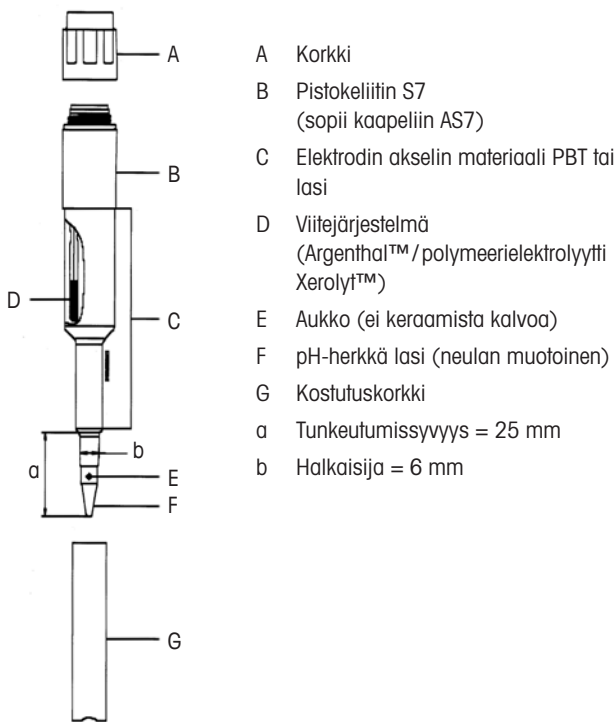 A
B
C
D
a
b
E
F
G
A Korkki
B Pistokeliitin S7
(sopii kaapeliin AS7)
C Elektrodin akselin materiaali PBT tai
lasi
D Viitejärjestelmä
(Argenthal™/polymeerielektrolyytti
Xerolyt™)
E Aukko (ei keraamista kalvoa)
F pH-herkkä lasi (neulan muotoinen)
G Kostutuskorkki
a Tunkeutumissyvyys = 25 mm
b Halkaisija = 6 mm